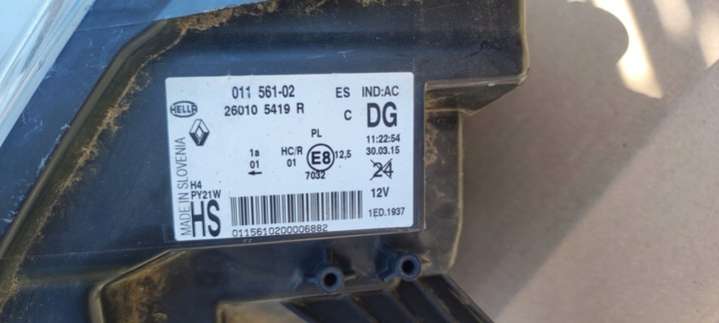 011 561-02 ES IND:AC
HELLA 26010 5419 R C DG
PL 11:22:54
1a HC/R E8 12,5 30.03.15
01 01 7032 24
H4 12V
PY21W
HS 1ED.1937
0115610200006882
MADE IN SLOVENIA